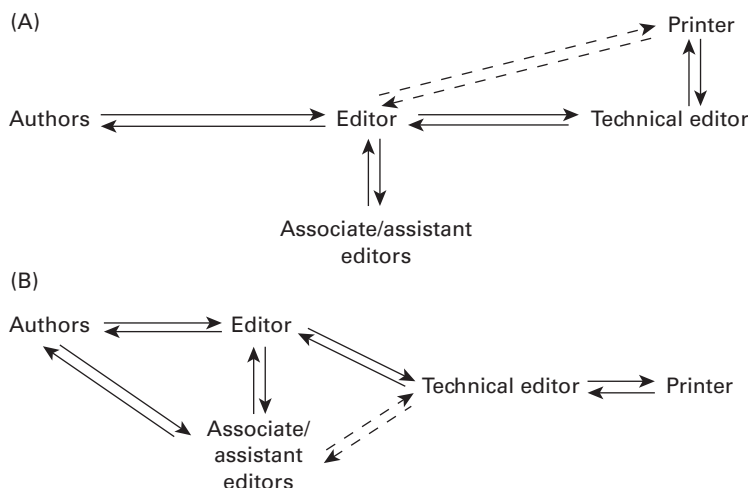 (A)
Printer
Authors
Editor
Technical editor
Associate/assistant
editors
(B)
Authors
Editor
Technical editor
Printer
Associate/
assistant
editors